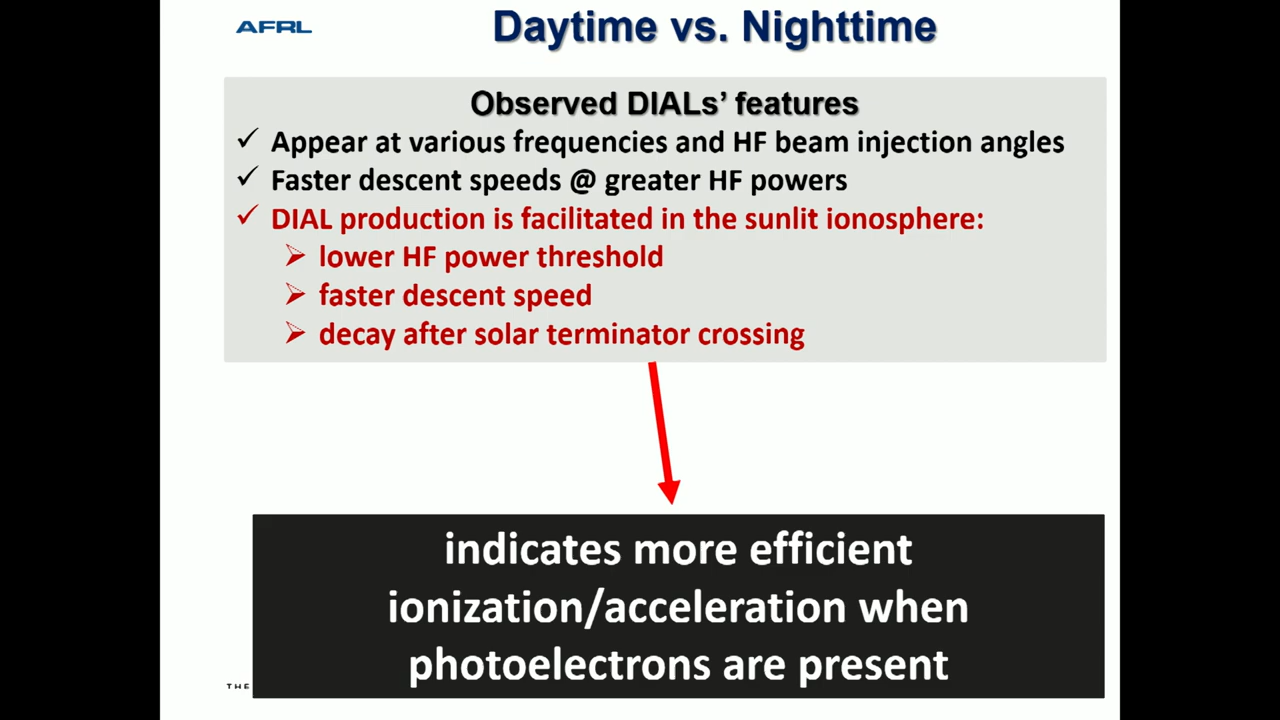 AFRL
Daytime vs. Nighttime
Observed DIALs' features
✓ Appear at various frequencies and HF beam injection angles
✓ Faster descent speeds @ greater HF powers
✓ DIAL production is facilitated in the sunlit ionosphere:
➢ lower HF power threshold
➢ faster descent speed
➢ decay after solar terminator crossing
indicates more efficient
ionization/acceleration when
photoelectrons are present
THE